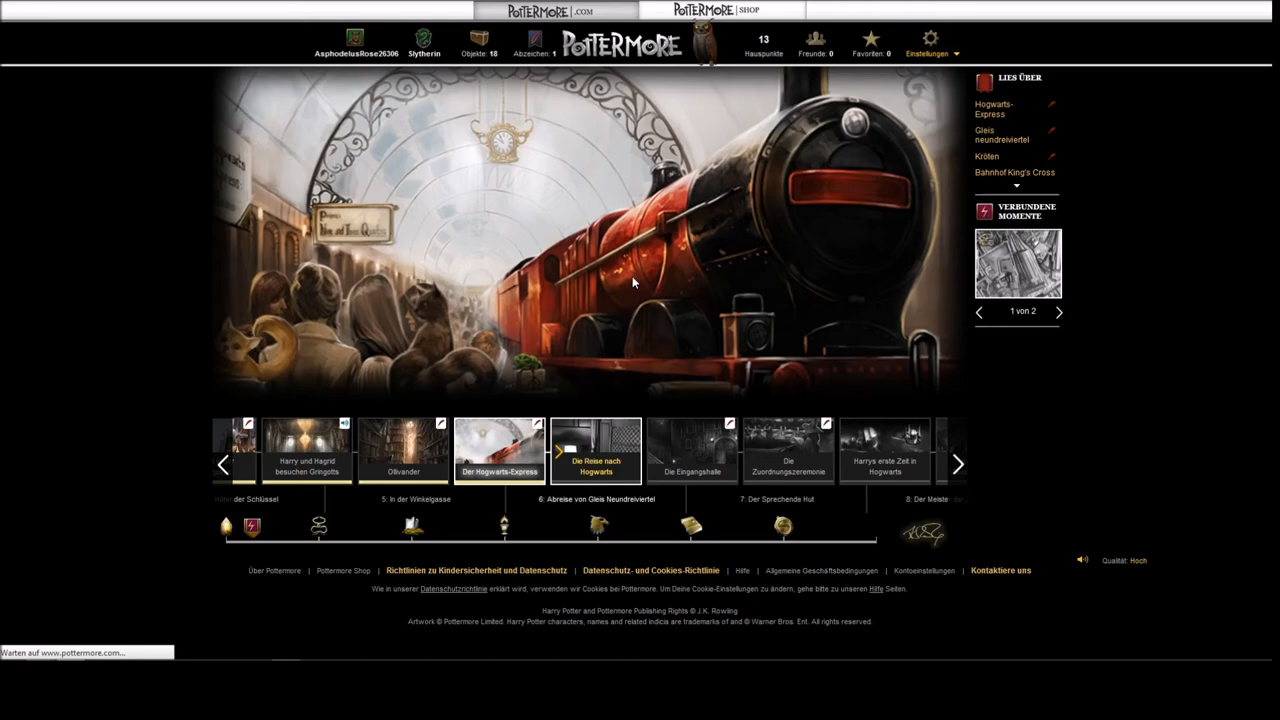 POTTERMORE .COM
POTTERMORE SHOP
AsphodelusRose26306
Slytherin
Objekte: 18
Abzeichen: 1
POTTERMORE
13
Hauspunkte
Freunde: 0
Favoriten: 0
Einstellungen
LIES ÜBER
Hogwarts-
Express
Gleis
neundreiviertel
Kröten
Bahnhof King's Cross
VERBUNDENE
MOMENTE
1 von 2
Harry und Hagrid
besuchen Gringotts
Ollivander
Der Hogwarts-Express
Die Reise nach
Hogwarts
Die Eingangshalle
Die
Zuordnungszeremonie
Harrys erste Zeit in
Hogwarts
der Schlüssel
5: In der Winkelgasse
6: Abreise von Gleis Neundreiviertel
7: Der Sprechende Hut
8: Der Meiste
Qualität: Hoch
Über Pottermore | Pottermore Shop | Richtlinien zu Kindersicherheit und Datenschutz | Datenschutz- und Cookies-Richtlinie | Hilfe | Allgemeine Geschäftsbedingungen | Kontoeinstellungen | Kontaktiere uns
Wie in unserer Datenschutzrichtlinie erklärt wird, verwenden wir Cookies bei Pottermore. Um Deine Cookie-Einstellungen zu ändern, gehe bitte zu unseren Hilfe Seiten.
Harry Potter and Pottermore Publishing Rights © J.K. Rowling
Artwork © Pottermore Limited. Harry Potter characters, names and related indicia are trademarks of and © Warner Bros. Ent. All rights reserved.
Warten auf www.pottermore.com...